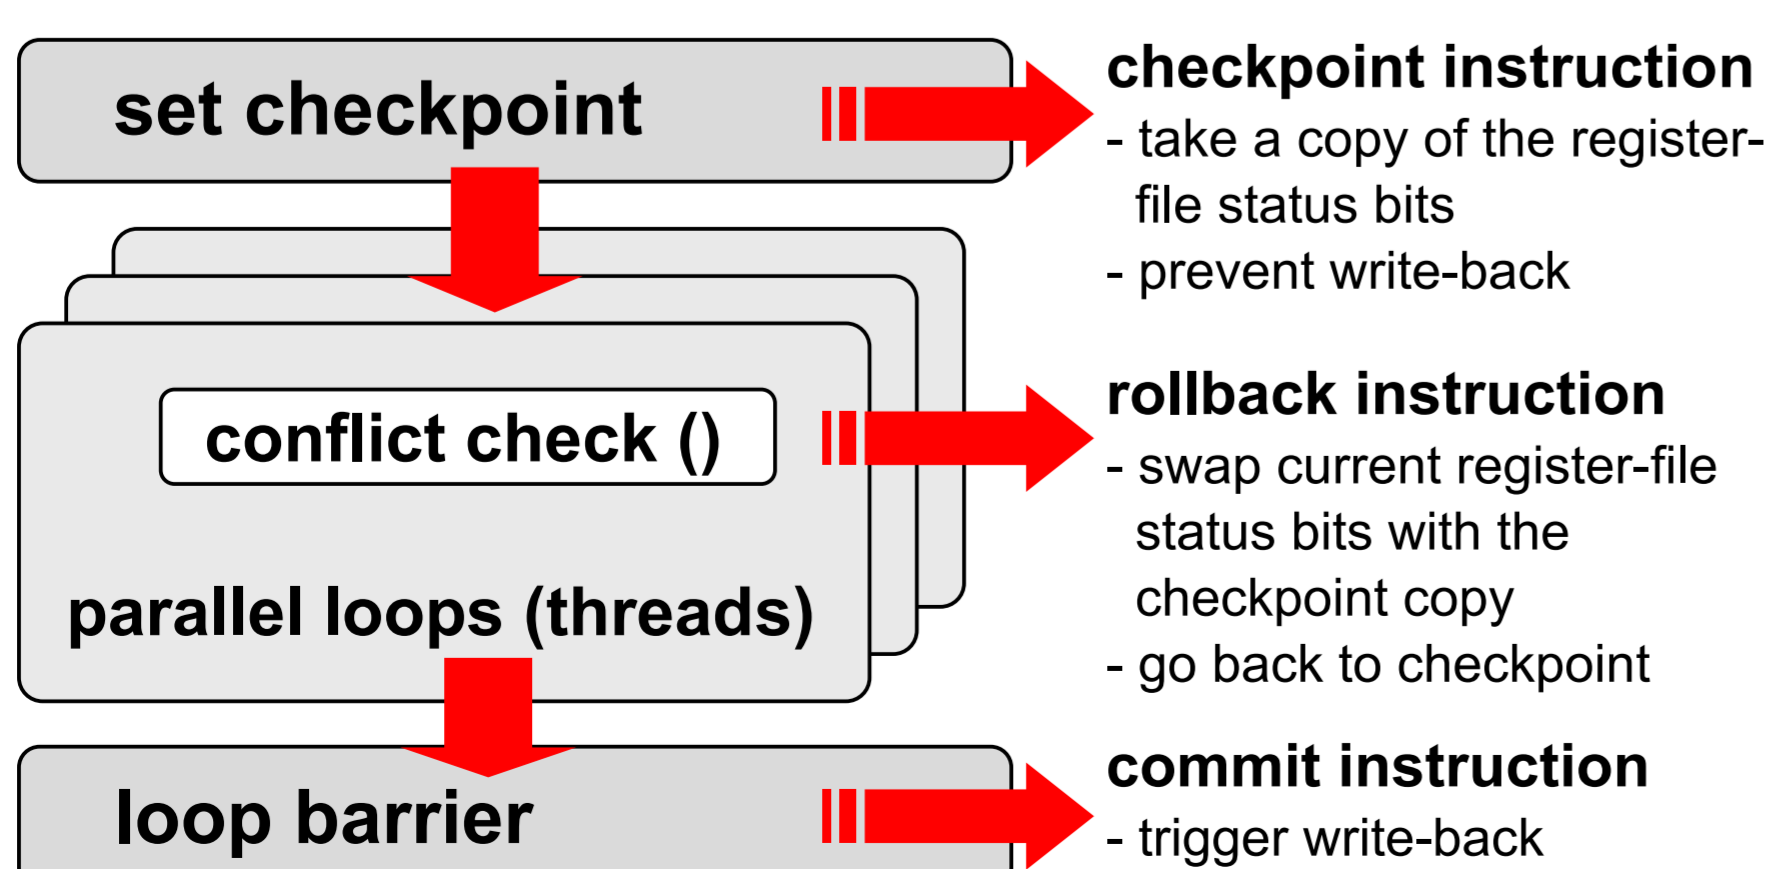 set checkpoint
checkpoint instruction
- take a copy of the register-
file status bits
- prevent write-back
conflict check ()
parallel loops (threads)
rollback instruction
- swap current register-file
status bits with the
checkpoint copy
- go back to checkpoint
loop barrier
commit instruction
- trigger write-back